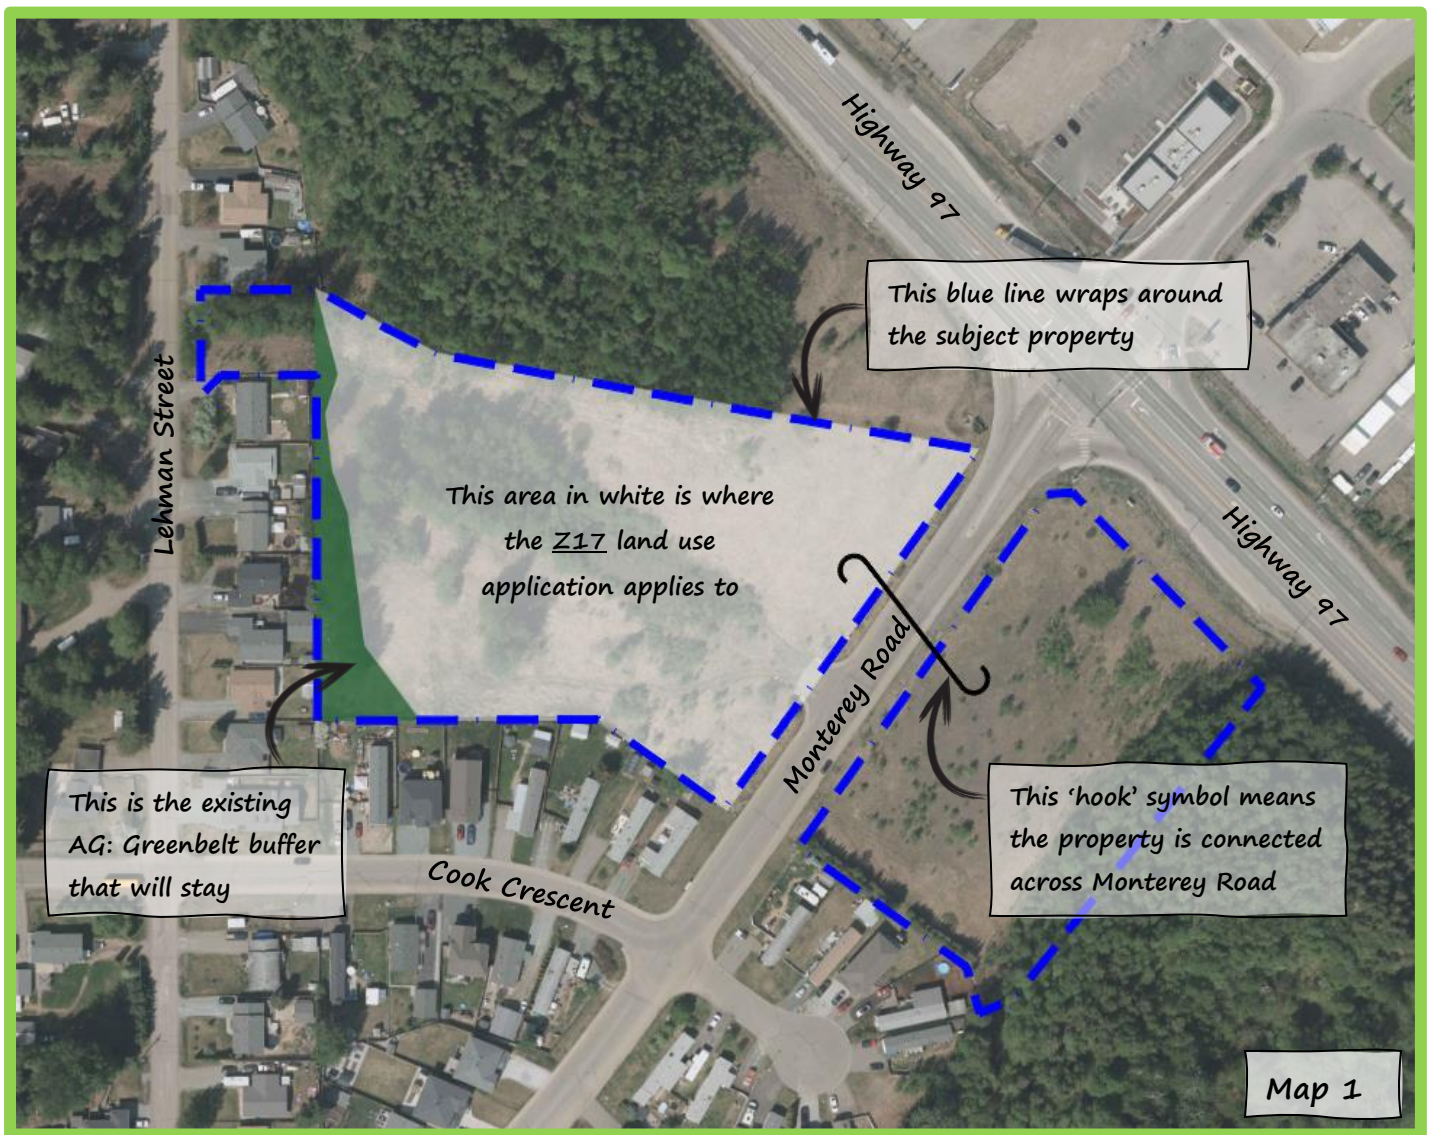 Highway 97
This blue line wraps around
the subject property
Lehman Street
This area in white is where
the Z17 land use
application applies to
Highway 97
Monterey Road
This is the existing
AG: Greenbelt buffer
that will stay
This ‘hook’ symbol means
the property is connected
across Monterey Road
Cook Crescent
Map 1